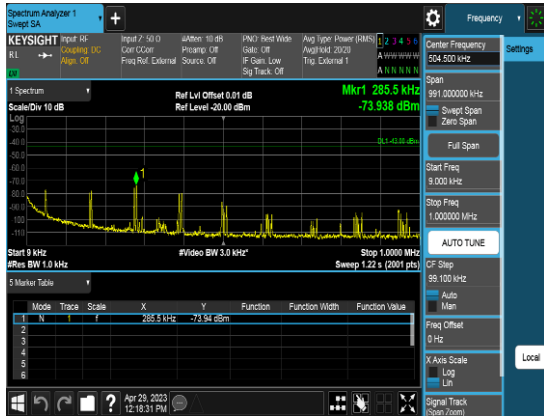 Spectrum Analyzer 1
Swept SA
+
Frequency
KEYSIGHT
RL
Input: RF
Coupling: DC
Align: Off
Input Z: 50 Ω
Corr CCorr
Freq Ref: External
#Atten: 10 dB
Preamp: Off
Source: Off
PNO: Best Wide
Gate: Off
IF Gain: Low
Sig Track: Off
Avg Type: Power (RMS)
Avg|Hold: 20/20
Trig: External 1
1 2 3 4 5 6
A W W W W W
A N N N N N
1 Spectrum
Scale/Div 10 dB
Ref Lvl Offset 0.01 dB
Ref Level -20.00 dBm
Mkr1 285.5 kHz
-73.938 dBm
Log
-30.0
-40.0
-50.0
-60.0
-70.0
-80.0
-90.0
-100
-110
1
Start 9 kHz
#Res BW 1.0 kHz
#Video BW 3.0 kHz*
Stop 1.0000 MHz
Sweep 1.22 s (2001 pts)
5 Marker Table
Mode Trace Scale X Y Function Function Width Function Value
1 N 1 f 285.5 kHz -73.94 dBm
2
3
4
5
6
Apr 29, 2023
12:18:31 PM
Center Frequency
504.500 kHz
Settings
Span
991.000000 kHz
Swept Span
Zero Span
Full Span
Start Freq
9.000 kHz
Stop Freq
1.000000 MHz
AUTO TUNE
CF Step
99.100 kHz
Auto
Man
Freq Offset
0 Hz
X Axis Scale
Log
Lin
Local
Signal Track
(Span Zoom)